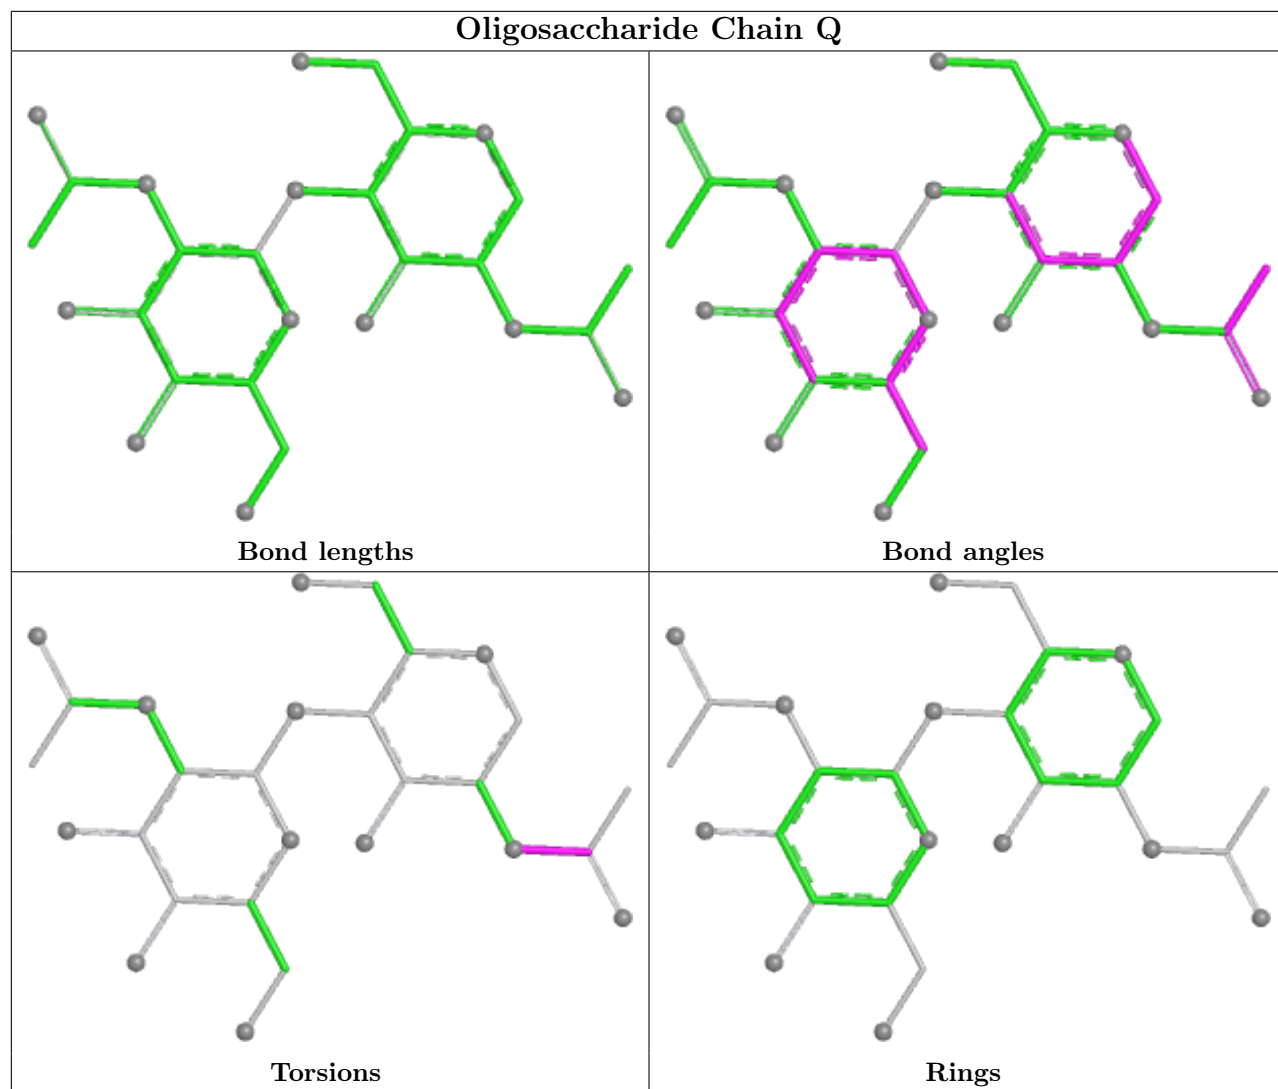 Oligosaccharide Chain Q
Bond lengths
Bond angles
Torsions
Rings